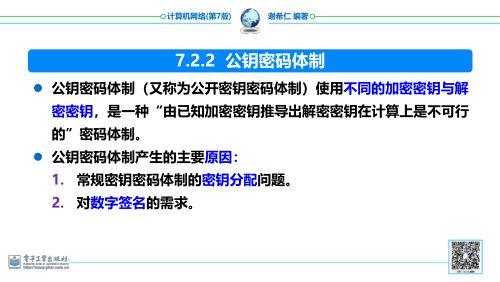 计算机网络(第7版)
谢希仁 编著
7.2.2 公钥密码体制
公钥密码体制（又称为公开密钥密码体制）使用不同的加密密钥与解
密密钥，是一种“由已知加密密钥推导出解密密钥在计算上是不可行
的”密码体制。
公钥密码体制产生的主要原因：
1. 常规密钥密码体制的密钥分配问题。
2. 对数字签名的需求。
电子工业出版社
http://www.phei.com.cn